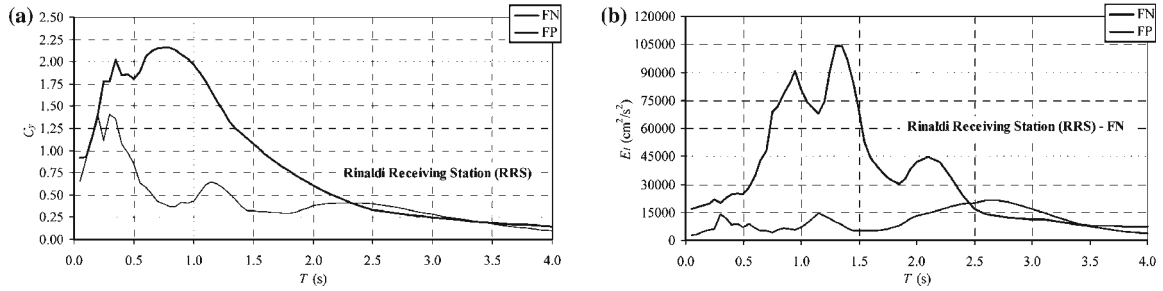 (a)
FN
FP
2.50
2.25
2.00
1.75
1.50
1.25
1.00
0.75
0.50
0.25
0.00
Cy
Rinaldi Receiving Station (RRS)
0.0 0.5 1.0 1.5 2.0 2.5 3.0 3.5 4.0
T (s)
(b)
FN
FP
120000
105000
90000
75000
60000
45000
30000
15000
0
EI (cm²/s²)
Rinaldi Receiving Station (RRS) - FN
0.0 0.5 1.0 1.5 2.0 2.5 3.0 3.5 4.0
T (s)